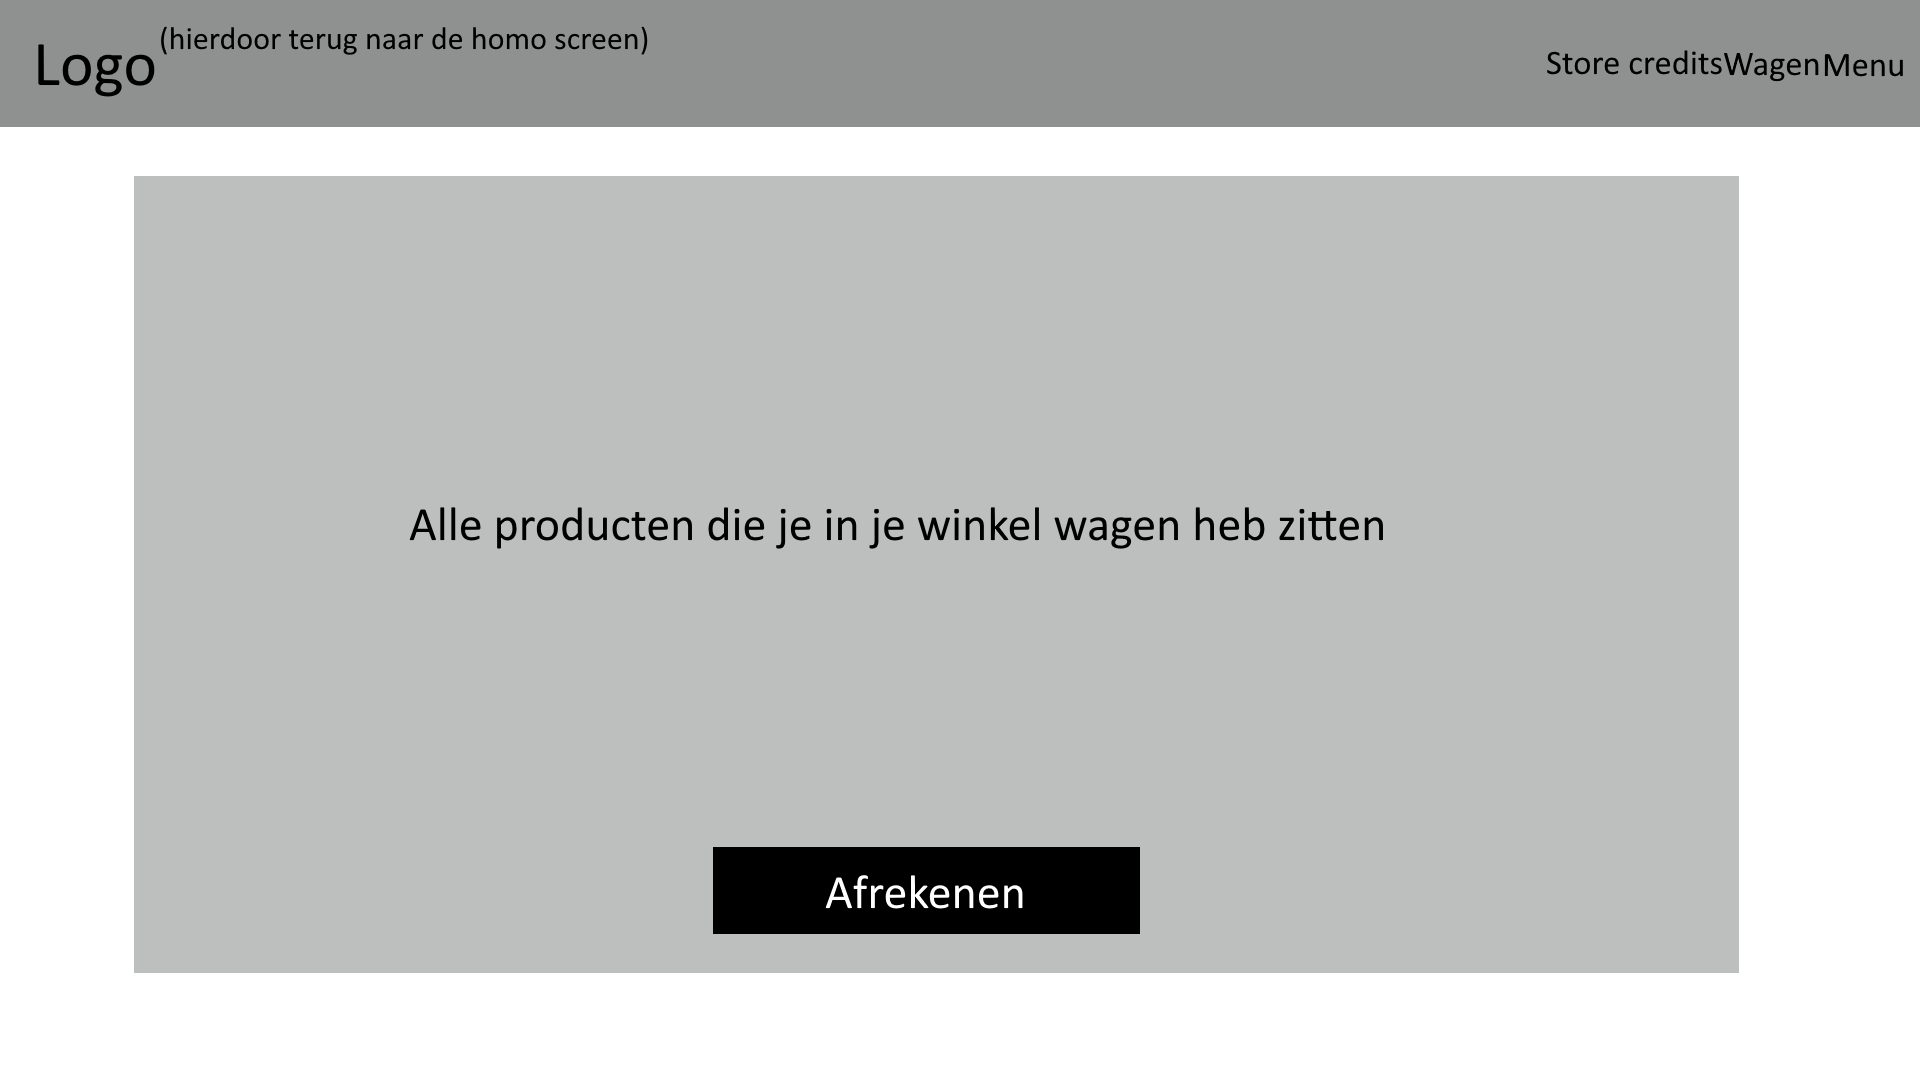 Logo
(hierdoor terug naar de homo screen)
Store credits
Wagen
Menu
Alle producten die je in je winkel wagen heb zitten
Afrekenen